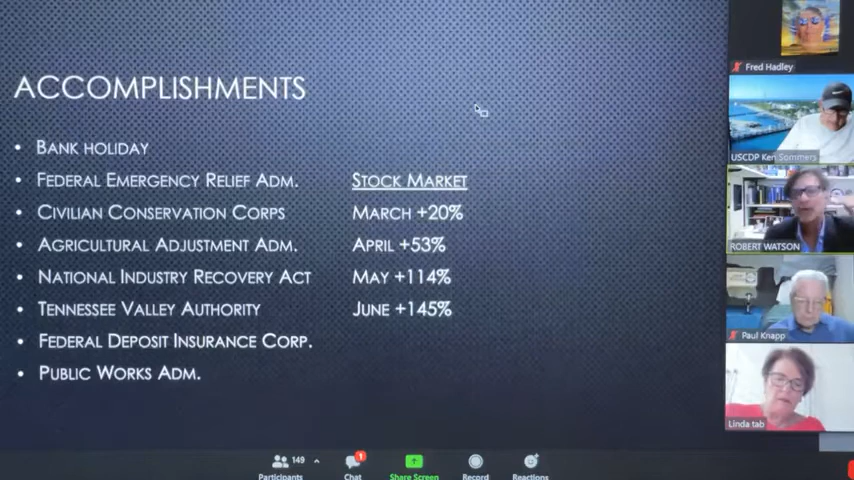 ACCOMPLISHMENTS
• BANK HOLIDAY
• FEDERAL EMERGENCY RELIEF ADM.
• CIVILIAN CONSERVATION CORPS
• AGRICULTURAL ADJUSTMENT ADM.
• NATIONAL INDUSTRY RECOVERY ACT
• TENNESSEE VALLEY AUTHORITY
• FEDERAL DEPOSIT INSURANCE CORP.
• PUBLIC WORKS ADM.
STOCK MARKET
MARCH +20%
APRIL +53%
MAY +114%
JUNE +145%
Fred Hadley
USCDP Ken Sommers
ROBERT WATSON
Paul Knapp
Linda tab
149
1
Participants
Chat
Share Screen
Record
Reactions